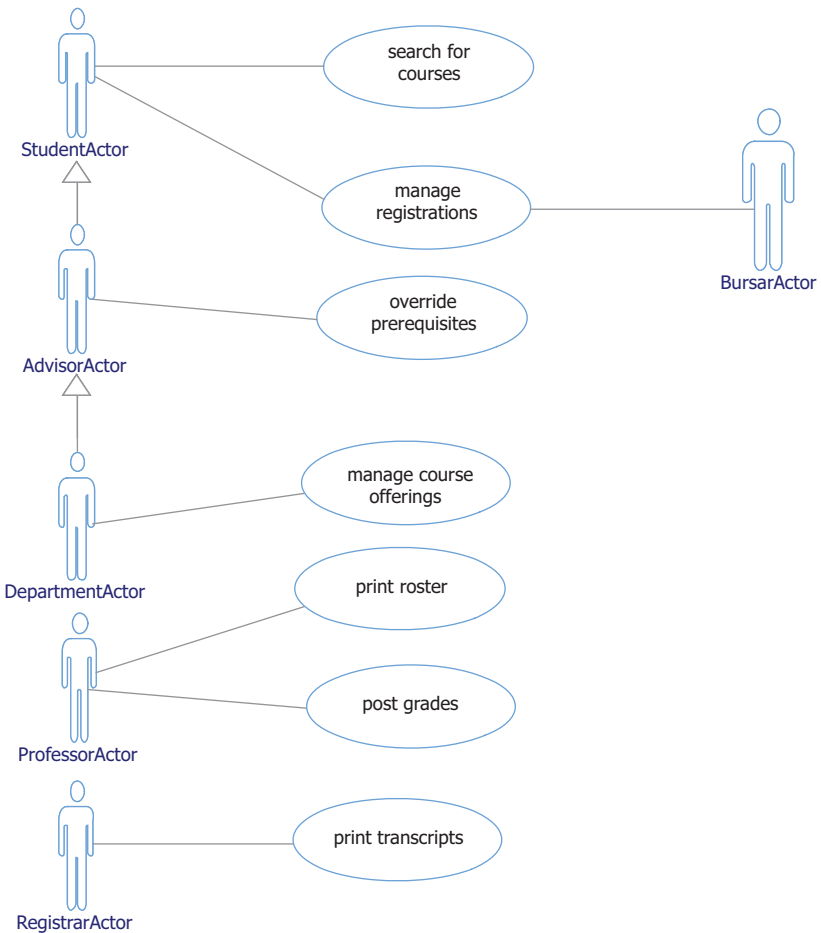 search for
courses
StudentActor
manage
registrations
BursarActor
override
prerequisites
AdvisorActor
manage course
offerings
DepartmentActor
print roster
post grades
ProfessorActor
print transcripts
RegistrarActor